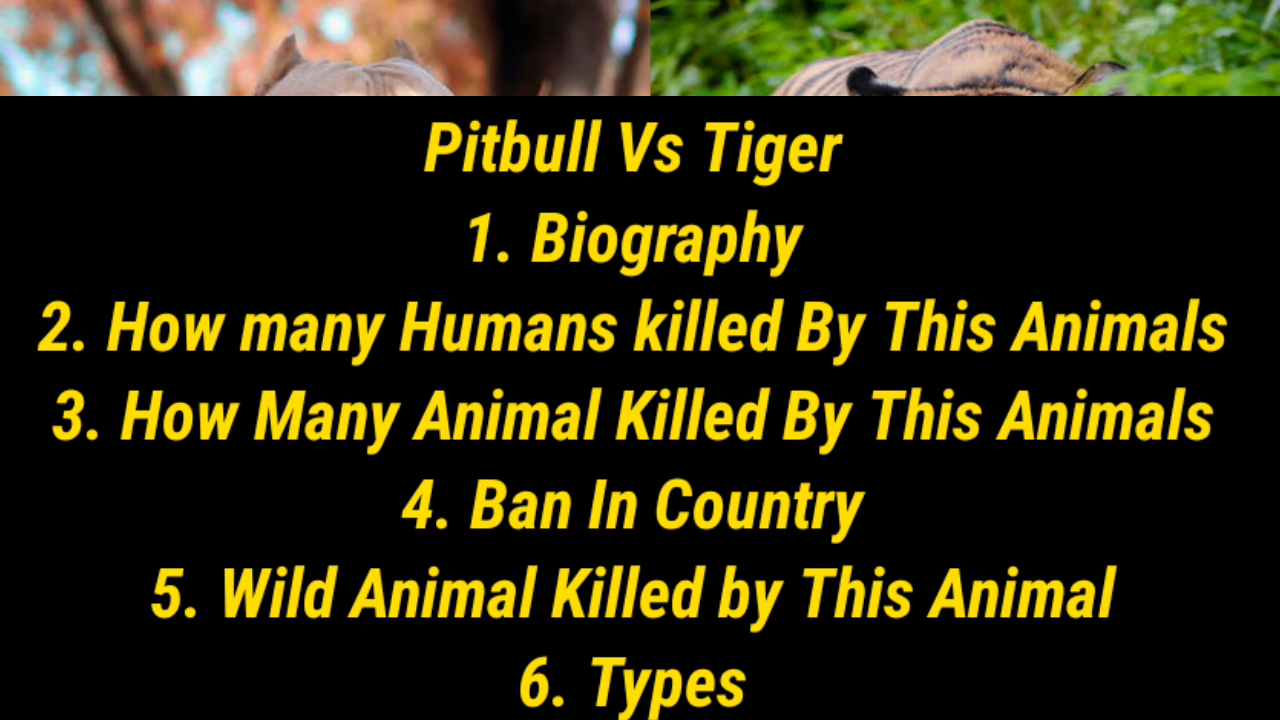 Pitbull Vs Tiger
1. Biography
2. How many Humans killed By This Animals
3. How Many Animal Killed By This Animals
4. Ban In Country
5. Wild Animal Killed by This Animal
6. Types